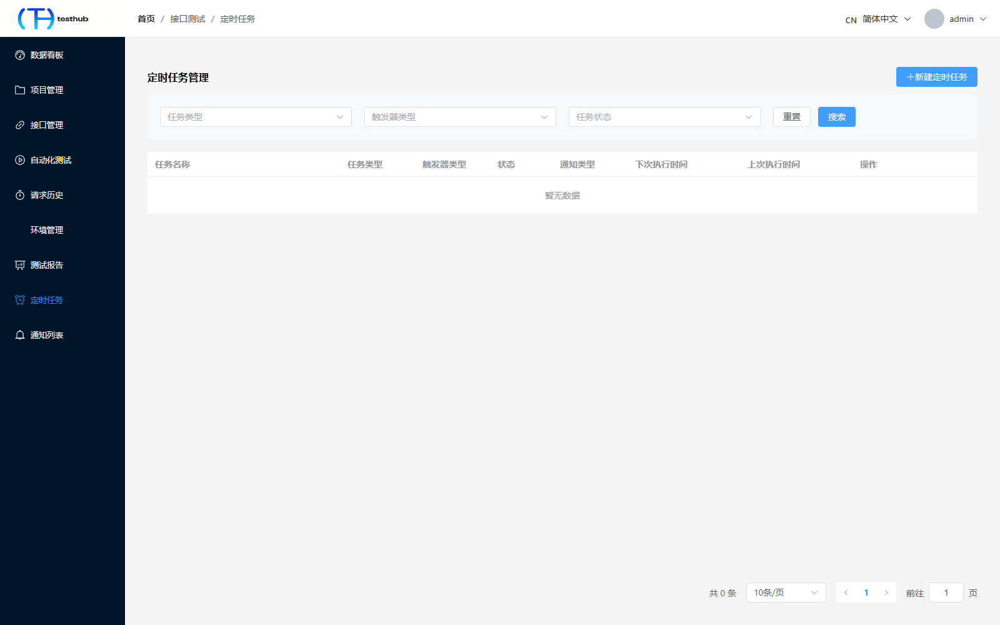 testhub
首页 / 接口测试 / 定时任务
CN 简体中文
admin
数据看板
项目管理
接口管理
自动化测试
请求历史
环境管理
测试报告
定时任务
通知列表
定时任务管理
新建定时任务
任务类型 触发器类型 任务状态 重置 搜索
任务名称 任务类型 触发器类型 状态 通知类型 下次执行时间 上次执行时间 操作
暂无数据
共 0 条 10条/页 1 前往 1 页